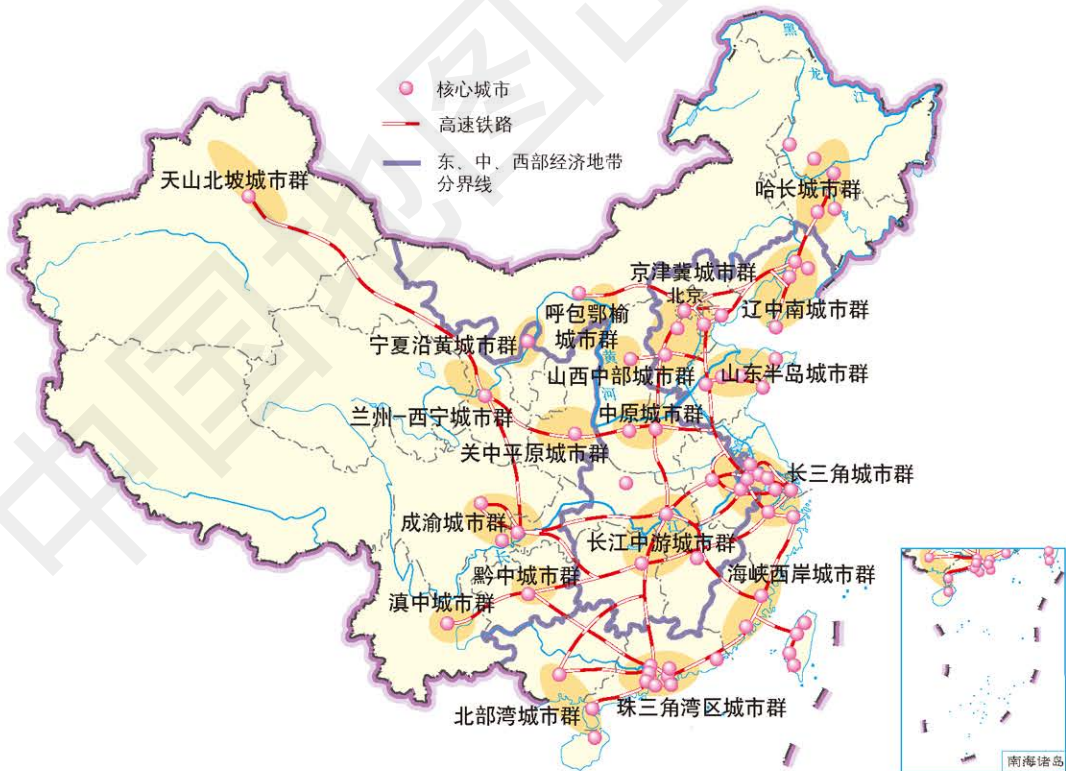 核心城市
高速铁路
东、中、西部经济地带
分界线
黑
龙
江
天山北坡城市群
哈长城市群
京津冀城市群
北京
辽中南城市群
呼包鄂榆
城市群
宁夏沿黄城市群
黄
河
山西中部城市群
山东半岛城市群
兰州-西宁城市群
中原城市群
关中平原城市群
长三角城市群
成渝城市群
长江中游城市群
黔中城市群
海峡西岸城市群
滇中城市群
北部湾城市群
珠三角湾区城市群
南海诸岛
中国地图出